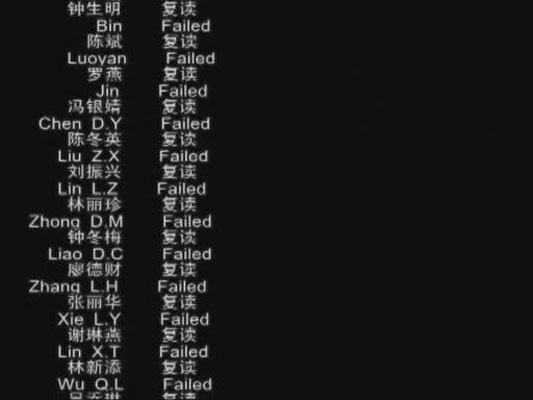 钟生明 复读
Bin Failed
陈斌 复读
Luoyan Failed
罗燕 复读
Jin Failed
冯银婧 复读
Chen D.Y Failed
陈冬英 复读
Liu Z.X Failed
刘振兴 复读
Lin L.Z Failed
林丽珍 复读
Zhong D.M Failed
钟冬梅 复读
Liao D.C Failed
廖德财 复读
Zhang L.H Failed
张丽华 复读
Xie L.Y Failed
谢琳燕 复读
Lin X.T Failed
林新添 复读
Wu Q.L Failed